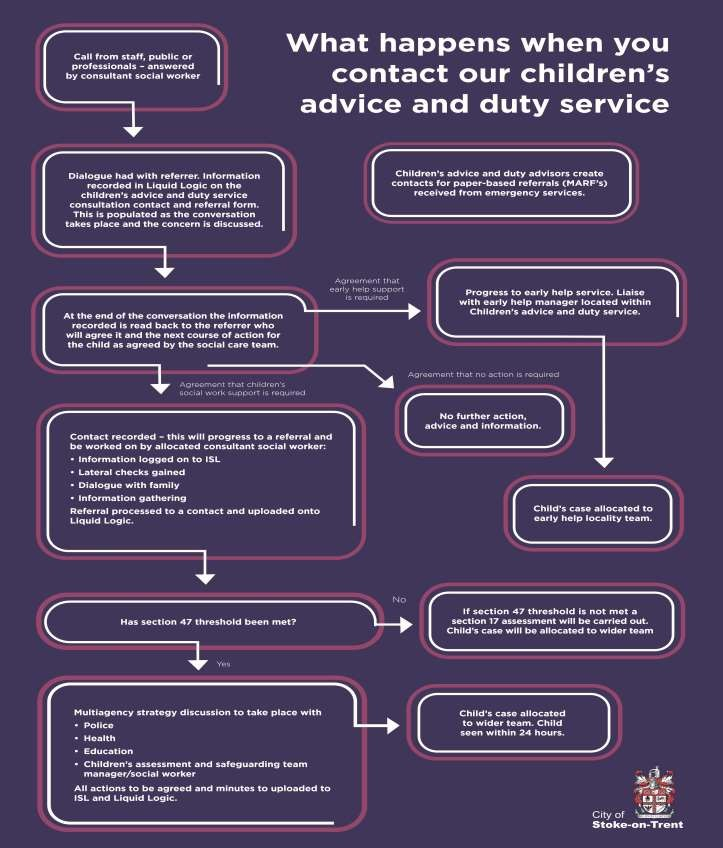 What happens when you
contact our children's
advice and duty service
Call from staff, public or
professionals – answered
by consultant social worker
Dialogue had with referrer. Information
recorded in Liquid Logic on the
children's advice and duty service
consultation contact and referral form.
This is populated as the conversation
takes place and the concern is discussed.
Children's advice and duty advisors create
contacts for paper-based referrals (MARF's)
received from emergency services.
At the end of the conversation the information
recorded is read back to the referrer who
will agree it and the next course of action for
the child as agreed by the social care team.
Agreement that
early help support
is required
Progress to early help service. Liaise
with early help manager located within
Children's advice and duty service.
Agreement that no action is required
No further action,
advice and information.
Child's case allocated to
early help locality team.
Agreement that children's
social work support is required
Contact recorded – this will progress to a referral and
be worked on by allocated consultant social worker:
• Information logged on to ISL
• Lateral checks gained
• Dialogue with family
• Information gathering
Referral processed to a contact and uploaded onto
Liquid Logic.
Has section 47 threshold been met?
No
If section 47 threshold is not met a
section 17 assessment will be carried out.
Child's case will be allocated to wider team
Yes
Multiagency strategy discussion to take place with
• Police
• Health
• Education
• Children's assessment and safeguarding team
manager/social worker
All actions to be agreed and minutes to uploaded to
ISL and Liquid Logic.
Child's case allocated
to wider team. Child
seen within 24 hours.
City of
Stoke-on-Trent